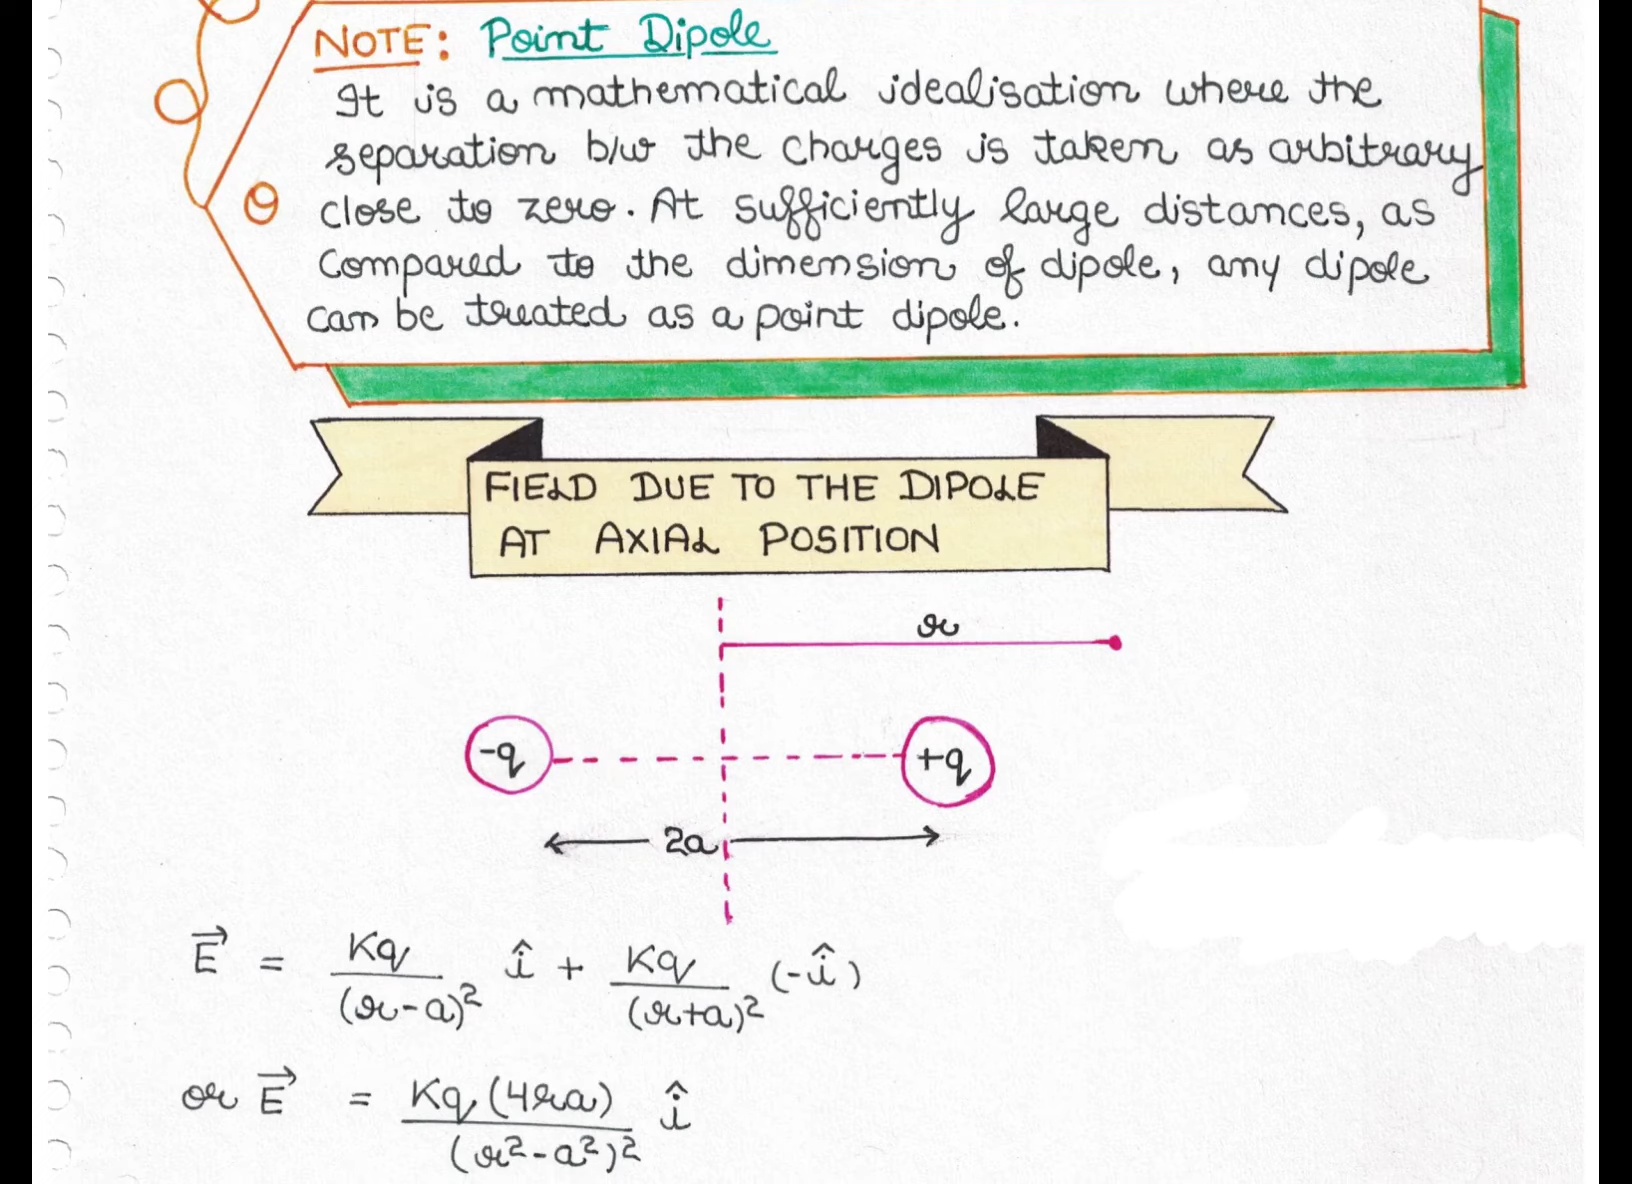 NOTE: Point Dipole
It is a mathematical idealisation where the
separation b/w the charges is taken as arbitrary
close to zero. At sufficiently large distances, as
compared to the dimension of dipole, any dipole
can be treated as a point dipole.
FIELD DUE TO THE DIPOLE
AT AXIAL POSITION
r
-q +q
2a
E⃗ = Kq/(r-a)² î + Kq/(r+a)² (-î)
or E⃗ = Kq(4ra)/(r²-a²)² î